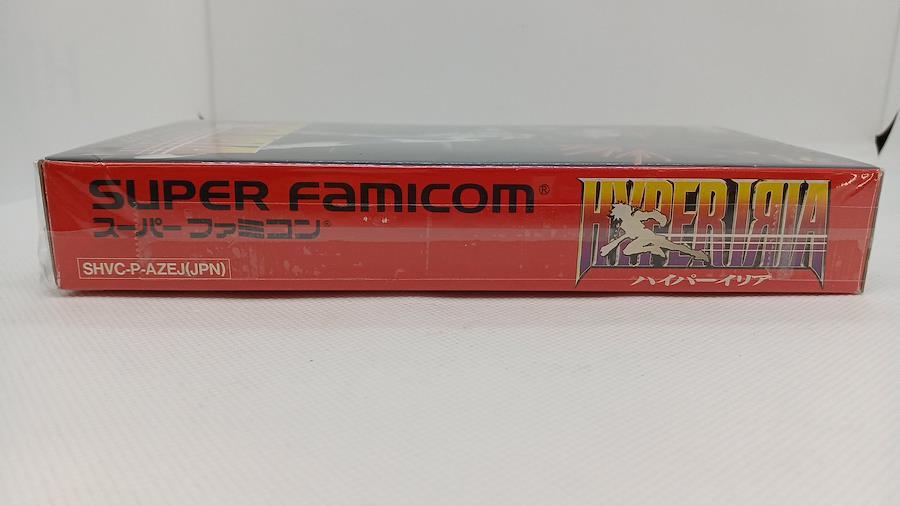 SUPER FAMICOM®
スーパーファミコン®
SHVC-P-AZEJ(JPN)
HYPER IRIA
ハイパーイリア